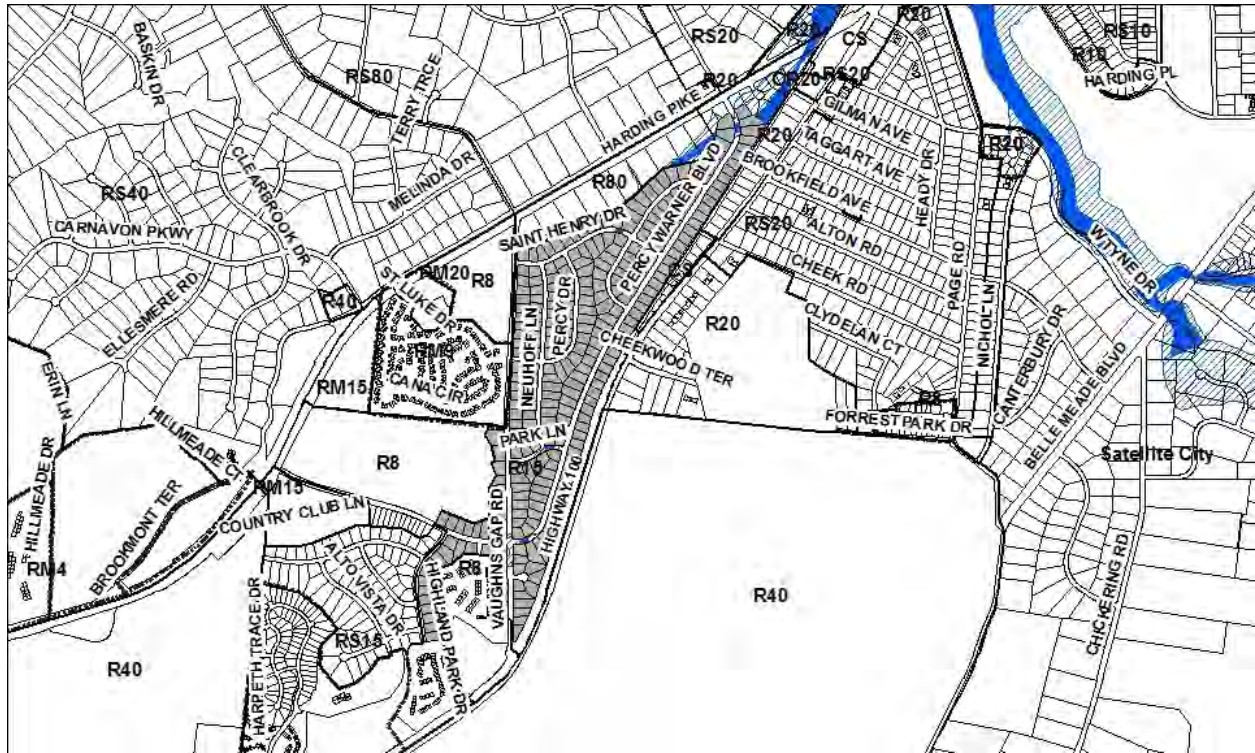 R20
RS20
R20
CS
RS10
R10
BASKIN DR
RS80
TERRY TRCE
HARDING PIKE
R20
RS20
HARDING PL
GILMAN AVE
R20
TAGGART AVE
R20
CLEARBROOK DR
MELINDA DR
BROOKFIELD AVE
HEADY DR
RS40
R80
PERCY WARNER BLVD
CARNAVON PKWY
SAINT HENRY DR
RS20
ALTON RD
W TYNE DR
PAGE RD
RM20
R8
CS
CHEEK RD
NICHOL LN
R40
ST. LUKE DR
ELLESMERE RD
NEUHOFF LN
PERCY DR
R20
CLYDELAN CT
CANTERBURY DR
CHEEKWOOD TER
RM9
CANA CIR
RM15
BELLE MEADE BLVD
ERIN LN
R8
HILLMEADE CT
PARK LN
FORREST PARK DR
Satellite City
R8
R15
HILLMEADE DR
RM15
HIGHWAY 100
COUNTRY CLUB LN
VAUGHNS GAP RD
BROOKMONT TER
RM4
ALTO VISTA DR
R8
HIGHLAND PARK DR
R40
CHICKERING RD
RS15
R40
HARPETH TRACE DR